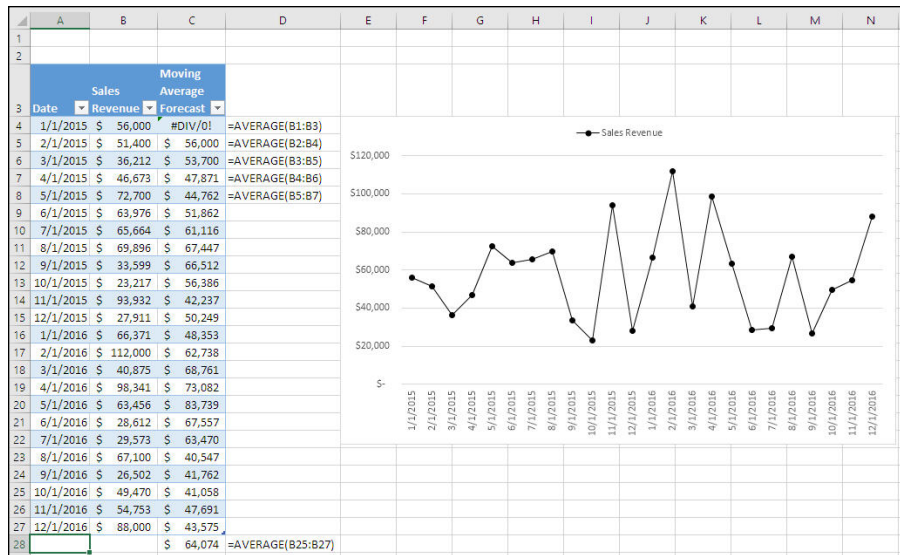 A B C D E F G H I J K L M N
1
2
Moving
Sales Average
3 Date Revenue Forecast
4 1/1/2015 $ 56,000 #DIV/0! =AVERAGE(B1:B3)
5 2/1/2015 $ 51,400 $ 56,000 =AVERAGE(B2:B4)
6 3/1/2015 $ 36,212 $ 53,700 =AVERAGE(B3:B5)
7 4/1/2015 $ 46,673 $ 47,871 =AVERAGE(B4:B6)
8 5/1/2015 $ 72,700 $ 44,762 =AVERAGE(B5:B7)
9 6/1/2015 $ 63,976 $ 51,862
10 7/1/2015 $ 65,664 $ 61,116
11 8/1/2015 $ 69,896 $ 67,447
12 9/1/2015 $ 33,599 $ 66,512
13 10/1/2015 $ 23,217 $ 56,386
14 11/1/2015 $ 93,932 $ 42,237
15 12/1/2015 $ 27,911 $ 50,249
16 1/1/2016 $ 66,371 $ 48,353
17 2/1/2016 $ 112,000 $ 62,738
18 3/1/2016 $ 40,875 $ 68,761
19 4/1/2016 $ 98,341 $ 73,082
20 5/1/2016 $ 63,456 $ 83,739
21 6/1/2016 $ 28,612 $ 67,557
22 7/1/2016 $ 29,573 $ 63,470
23 8/1/2016 $ 67,100 $ 40,547
24 9/1/2016 $ 26,502 $ 41,762
25 10/1/2016 $ 49,470 $ 41,058
26 11/1/2016 $ 54,753 $ 47,691
27 12/1/2016 $ 88,000 $ 43,575
28 $ 64,074 =AVERAGE(B25:B27)
Sales Revenue
$120,000
$100,000
$80,000
$60,000
$40,000
$20,000
$-
1/1/2015
2/1/2015
3/1/2015
4/1/2015
5/1/2015
6/1/2015
7/1/2015
8/1/2015
9/1/2015
10/1/2015
11/1/2015
12/1/2015
1/1/2016
2/1/2016
3/1/2016
4/1/2016
5/1/2016
6/1/2016
7/1/2016
8/1/2016
9/1/2016
10/1/2016
11/1/2016
12/1/2016